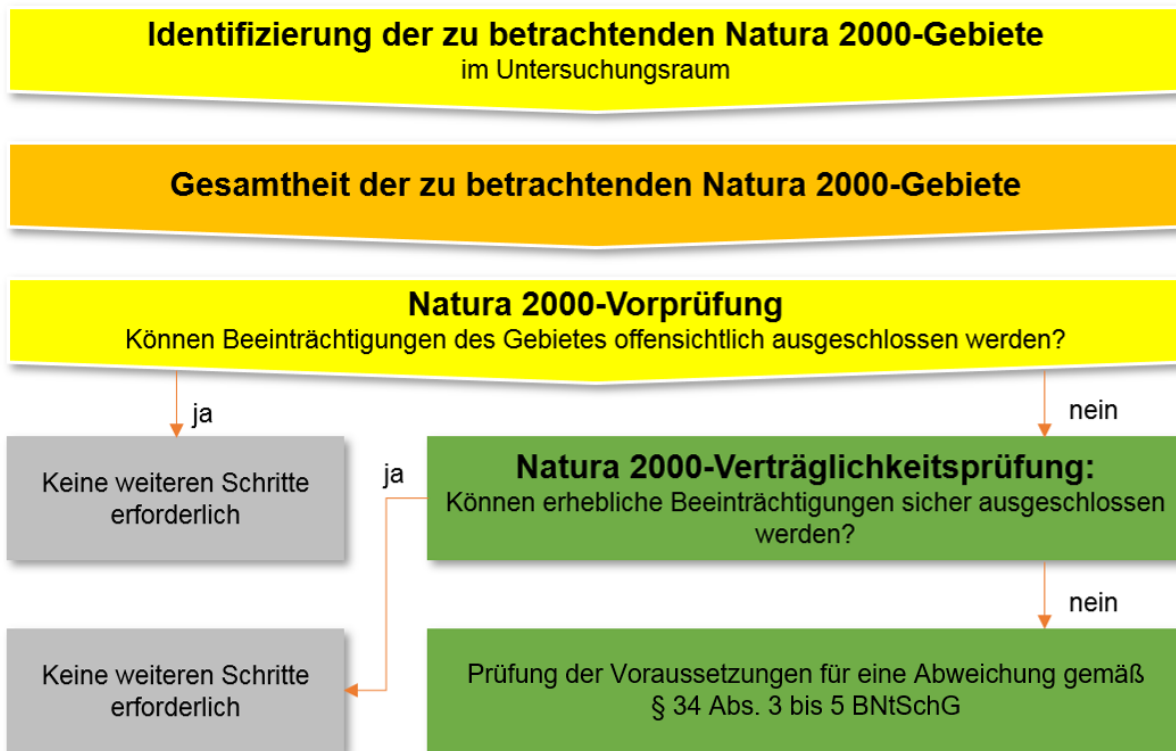 Identifizierung der zu betrachtenden Natura 2000-Gebiete
im Untersuchungsraum
Gesamtheit der zu betrachtenden Natura 2000-Gebiete
Natura 2000-Vorprüfung
Können Beeinträchtigungen des Gebietes offensichtlich ausgeschlossen werden?
ja
nein
Keine weiteren Schritte
erforderlich
ja
Natura 2000-Verträglichkeitsprüfung:
Können erhebliche Beeinträchtigungen sicher ausgeschlossen
werden?
nein
Keine weiteren Schritte
erforderlich
Prüfung der Voraussetzungen für eine Abweichung gemäß
§ 34 Abs. 3 bis 5 BNtSchG